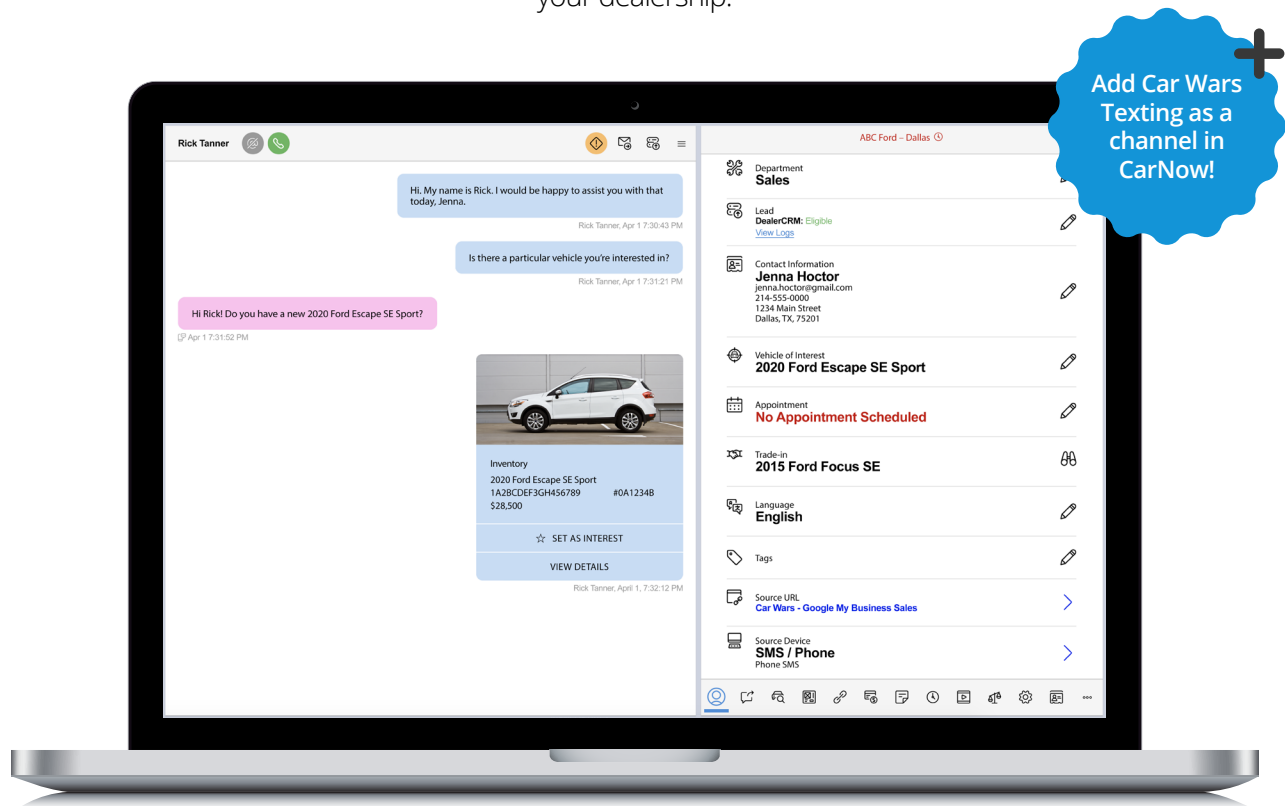 your dealership.
Add Car Wars
Texting as a
channel in
CarNow!
Rick Tanner
Hi. My name is Rick. I would be happy to assist you with that
today, Jenna.
Rick Tanner, Apr 1 7:30:43 PM
Is there a particular vehicle you're interested in?
Rick Tanner, Apr 1 7:31:21 PM
Hi Rick! Do you have a new 2020 Ford Escape SE Sport?
Apr 1 7:31:52 PM
Inventory
2020 Ford Escape SE Sport
1A2BCDEF3GH456789 #0A1234B
$28,500
SET AS INTEREST
VIEW DETAILS
Rick Tanner, April 1, 7:32:12 PM
ABC Ford – Dallas
Department
Sales
Lead
DealerCRM: Eligible
View Logs
Contact Information
Jenna Hoctor
jenna.hoctor@gmail.com
214-555-0000
1234 Main Street
Dallas, TX, 75201
Vehicle of Interest
2020 Ford Escape SE Sport
Appointment
No Appointment Scheduled
Trade-in
2015 Ford Focus SE
Language
English
Tags
Source URL
Car Wars - Google My Business Sales
Source Device
SMS / Phone
Phone SMS